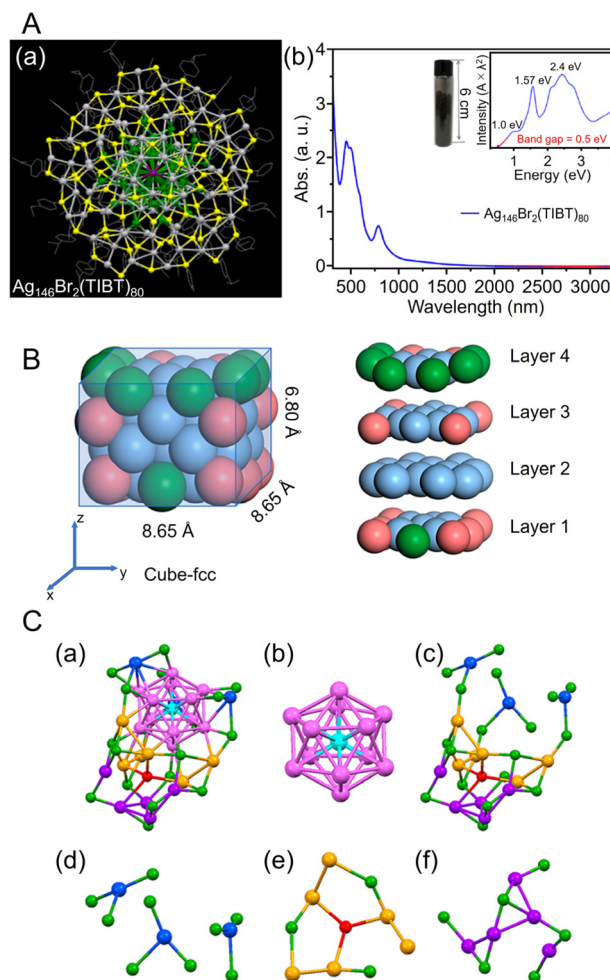 A
(a)
Ag146Br2(TIBT)80
(b)
Abs. (a. u.)
4
3
2
1
0
500 1000 1500 2000 2500 3000
Wavelength (nm)
Ag146Br2(TIBT)80
6 cm
Intensity (A × λ²)
1.0 eV
1.57 eV
2.4 eV
Band gap = 0.5 eV
1 2 3
Energy (eV)
B
6.80 Å
8.65 Å
8.65 Å
z
y
x
Cube-fcc
Layer 4
Layer 3
Layer 2
Layer 1
C
(a)
(b)
(c)
(d)
(e)
(f)